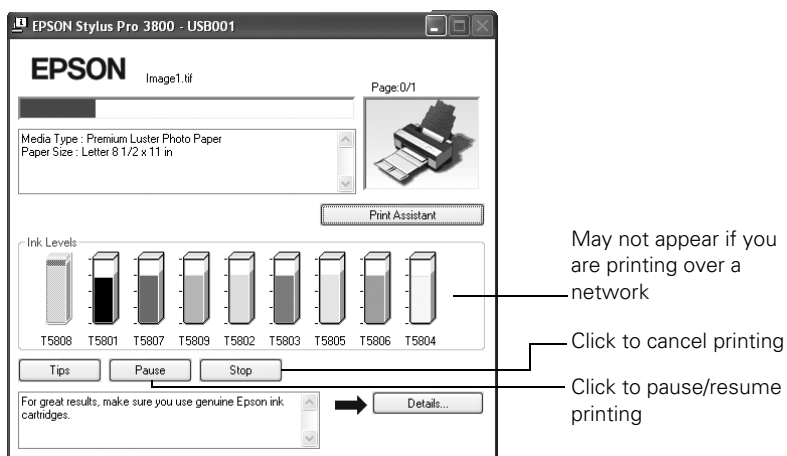 EPSON Stylus Pro 3800 - USB001
EPSON
Image1.tif
Page:0/1
Media Type : Premium Luster Photo Paper
Paper Size : Letter 8 1/2 x 11 in
Print Assistant
Ink Levels
T5808 T5801 T5807 T5809 T5802 T5803 T5805 T5806 T5804
Tips Pause Stop
For great results, make sure you use genuine Epson ink
cartridges.
Details...
May not appear if you
are printing over a
network
Click to cancel printing
Click to pause/resume
printing